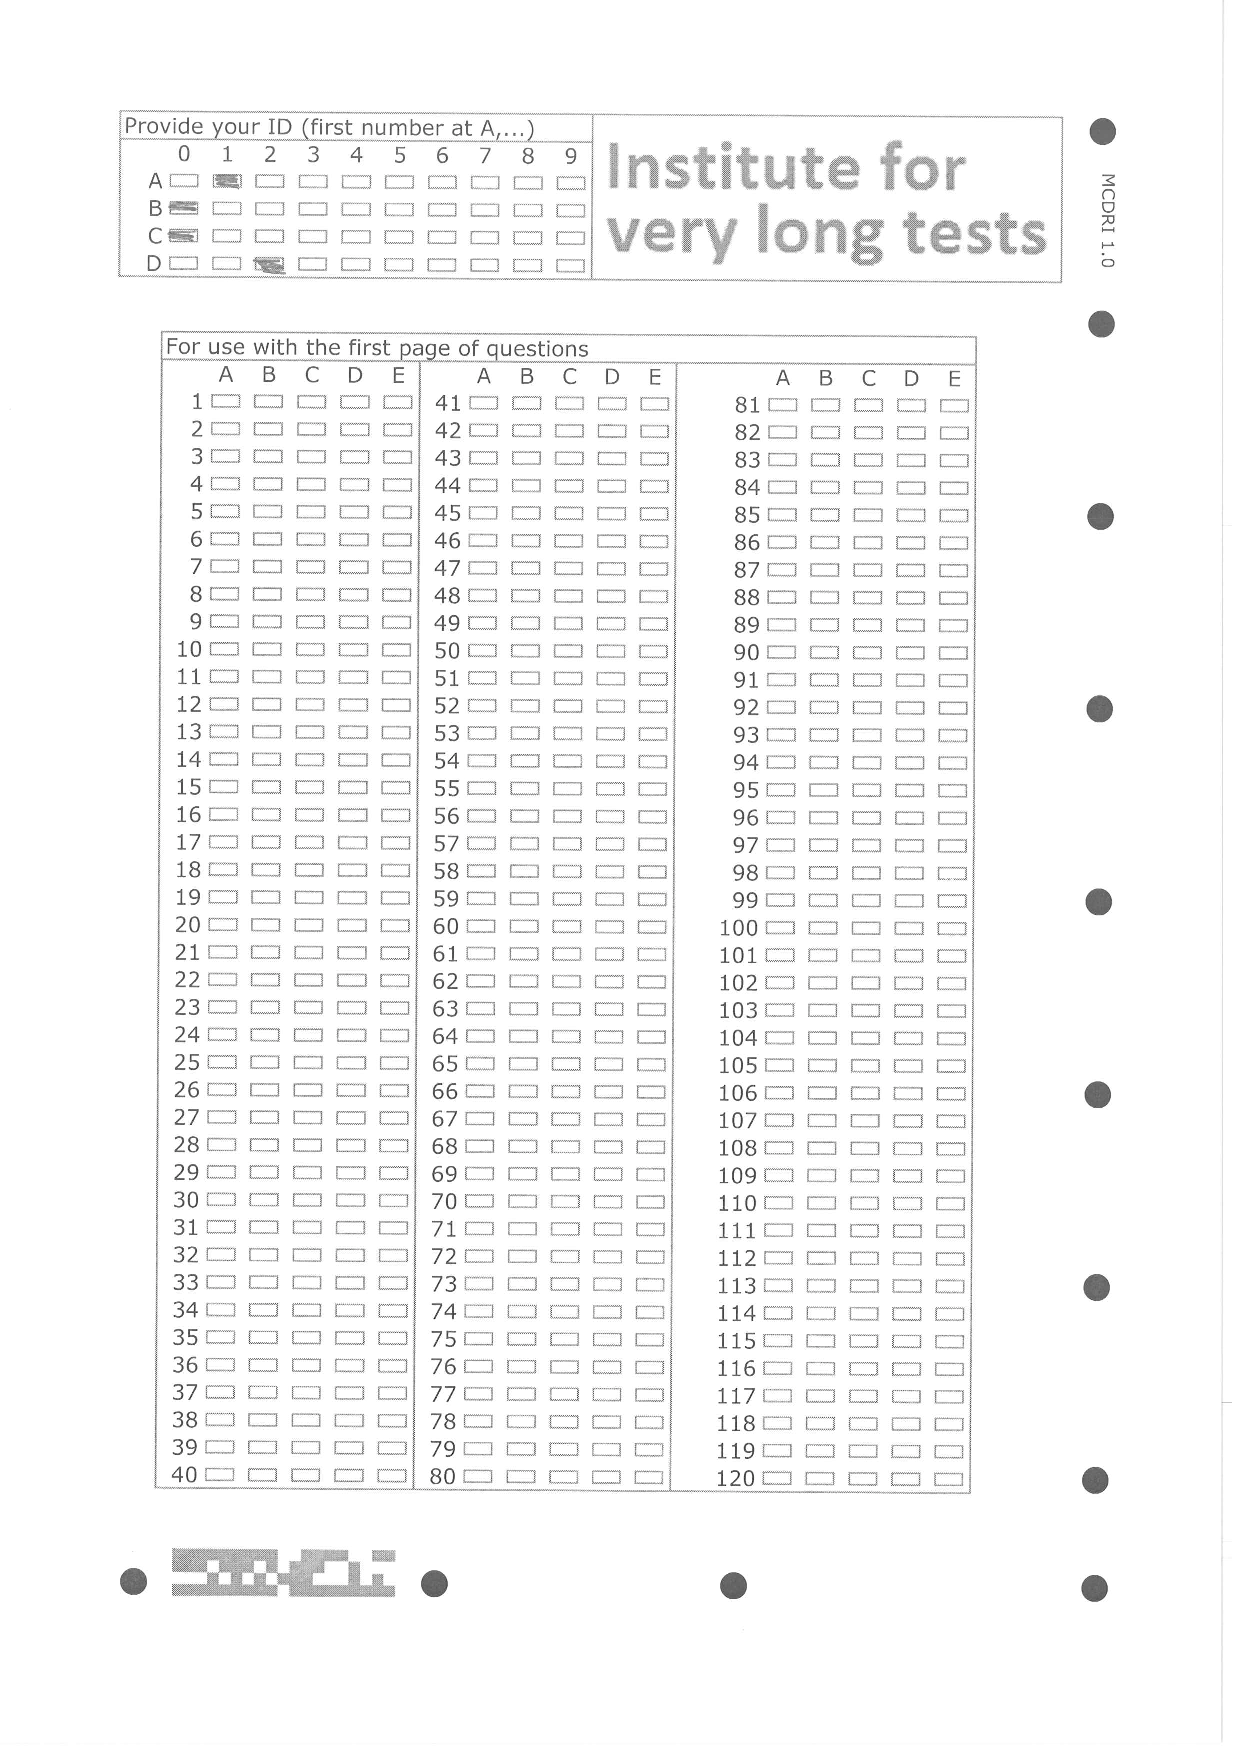 Provide your ID (first number at A,...)
0 1 2 3 4 5 6 7 8 9
A
B
C
D
Institute for
very long tests
MCDRI 1.0
For use with the first page of questions
A B C D E A B C D E A B C D E
1 41 81
2 42 82
3 43 83
4 44 84
5 45 85
6 46 86
7 47 87
8 48 88
9 49 89
10 50 90
11 51 91
12 52 92
13 53 93
14 54 94
15 55 95
16 56 96
17 57 97
18 58 98
19 59 99
20 60 100
21 61 101
22 62 102
23 63 103
24 64 104
25 65 105
26 66 106
27 67 107
28 68 108
29 69 109
30 70 110
31 71 111
32 72 112
33 73 113
34 74 114
35 75 115
36 76 116
37 77 117
38 78 118
39 79 119
40 80 120